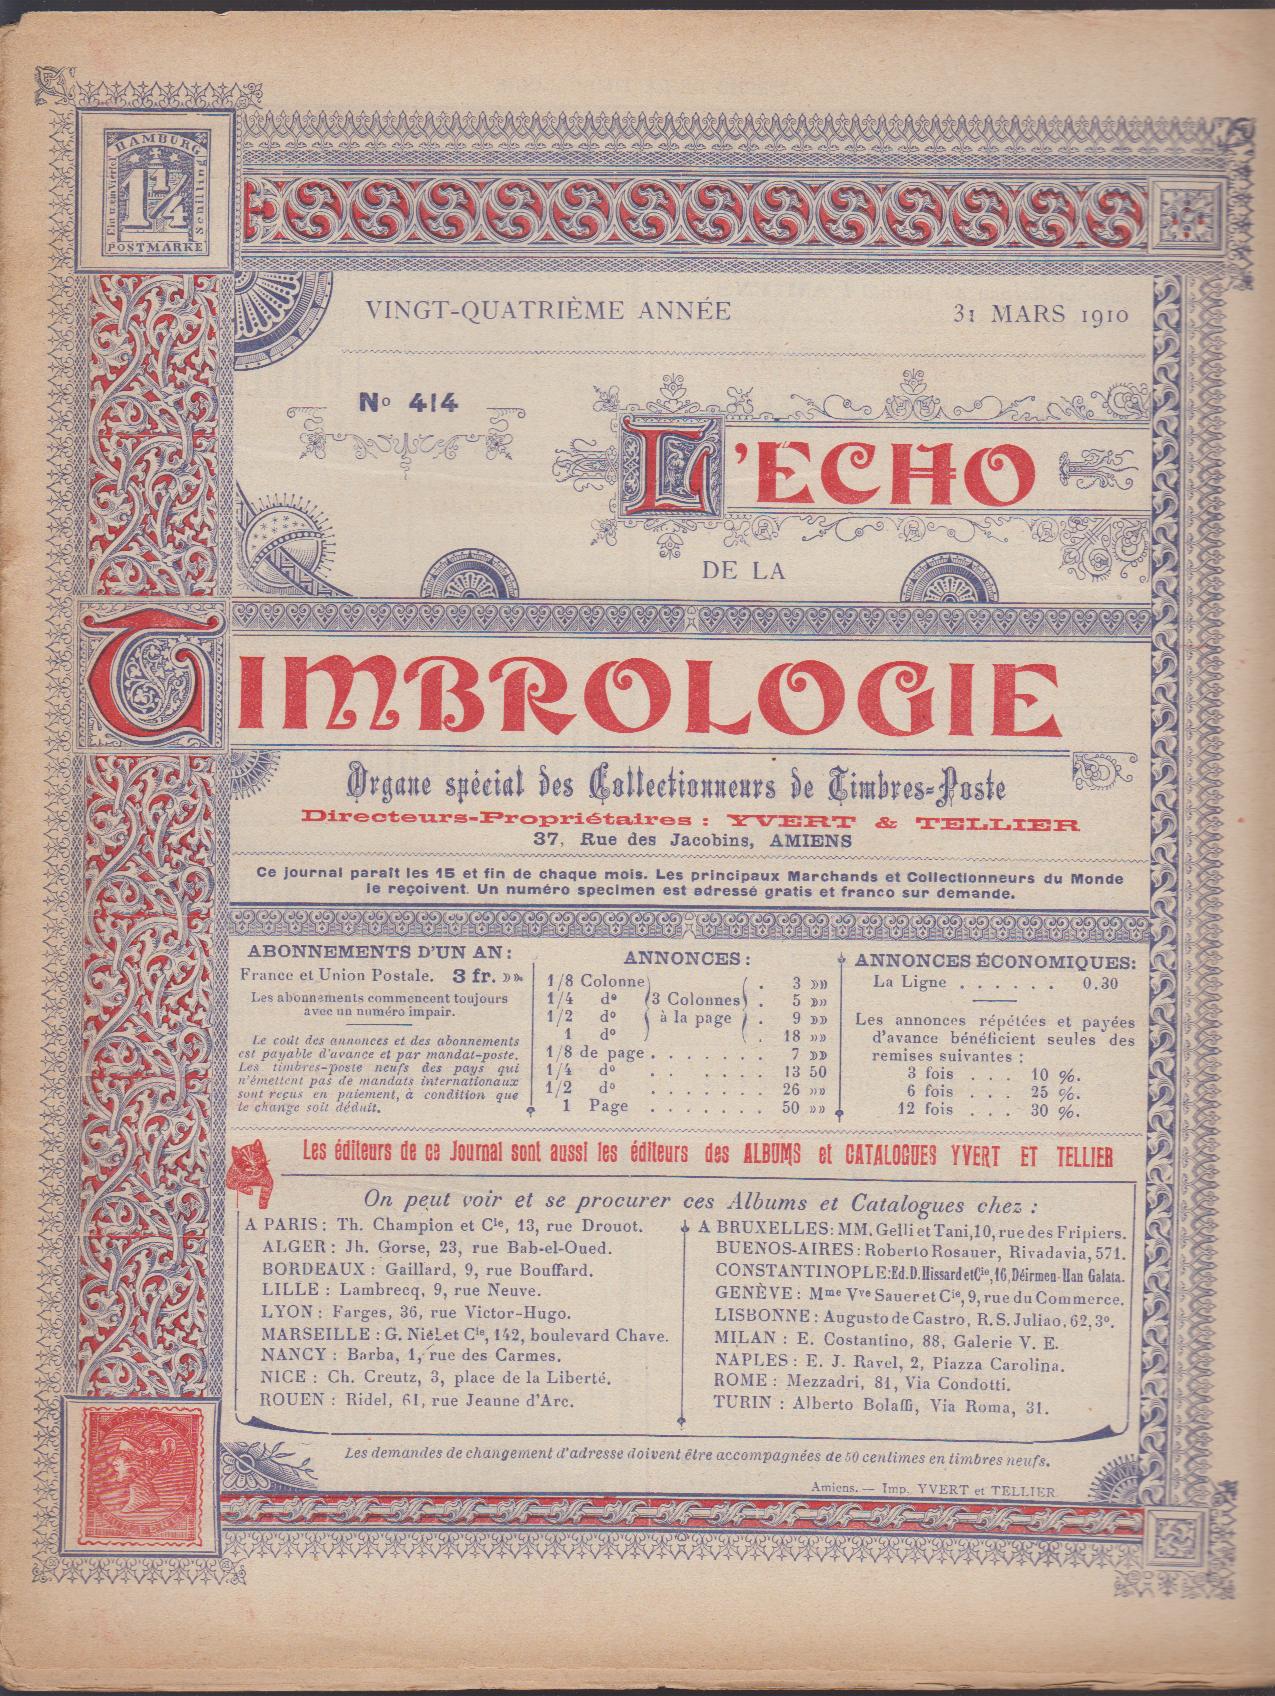 HAMBURG
1 1/4
Ein u. ein Viertel
Schilling
POSTMARKE
VINGT-QUATRIÈME ANNÉE
31 MARS 1910
No 414
L'ECHO
DE LA
TIMBROLOGIE
Organe spécial des Collectionneurs de Timbres-Poste
Directeurs-Propriétaires : YVERT & TELLIER
37, Rue des Jacobins, AMIENS
Ce journal paraît les 15 et fin de chaque mois. Les principaux Marchands et Collectionneurs du Monde
le reçoivent. Un numéro specimen est adressé gratis et franco sur demande.
ABONNEMENTS D'UN AN :
France et Union Postale. 3 fr. »».
Les abonnements commencent toujours
avec un numéro impair.
Le coût des annonces et des abonnements
est payable d'avance et par mandat-poste.
Les timbres-poste neufs des pays qui
n'émettent pas de mandats internationaux
sont reçus en paiement, à condition que
le change soit déduit.
ANNONCES :
1/8 Colonne . 3 »»
1/4 do 3 Colonnes . 5 »»
1/2 do à la page . 9 »»
1 do . 18 »»
1/8 de page . . . . . . . 7 »»
1/4 do . . . . . . . 13 50
1/2 do . . . . . . . 26 »»
1 Page . . . . . . . 50 »»
ANNONCES ÉCONOMIQUES:
La Ligne . . . . . . 0.30
Les annonces répétées et payées
d'avance bénéficient seules des
remises suivantes :
3 fois . . . 10 %.
6 fois . . . 25 %.
12 fois . . . 30 %.
Les éditeurs de ce Journal sont aussi les éditeurs des ALBUMS et CATALOGUES YVERT ET TELLIER
On peut voir et se procurer ces Albums et Catalogues chez :
A PARIS : Th. Champion et Cie, 13, rue Drouot.
ALGER : Jh. Gorse, 23, rue Bab-el-Oued.
BORDEAUX : Gaillard, 9, rue Bouffard.
LILLE : Lambrecq, 9, rue Neuve.
LYON : Farges, 36, rue Victor-Hugo.
MARSEILLE : G. Niel et Cie, 142, boulevard Chave.
NANCY : Barba, 1, rue des Carmes.
NICE : Ch. Creutz, 3, place de la Liberté.
ROUEN : Ridel, 61, rue Jeanne d'Arc.
A BRUXELLES : MM. Gelli et Tani, 10, rue des Fripiers.
BUENOS-AIRES : Roberto Rosauer, Rivadavia, 571.
CONSTANTINOPLE : Ed. D. Hissard et Cie, 16, Déirmen-Han Galata.
GENÈVE : Mme Vve Sauer et Cie, 9, rue du Commerce.
LISBONNE : Augusto de Castro, R. S. Juliao, 62, 3o.
MILAN : E. Costantino, 88, Galerie V. E.
NAPLES : E. J. Ravel, 2, Piazza Carolina.
ROME : Mezzadri, 81, Via Condotti.
TURIN : Alberto Bolaffi, Via Roma, 31.
Les demandes de changement d'adresse doivent être accompagnées de 50 centimes en timbres neufs.
Amiens. — Imp. YVERT et TELLIER